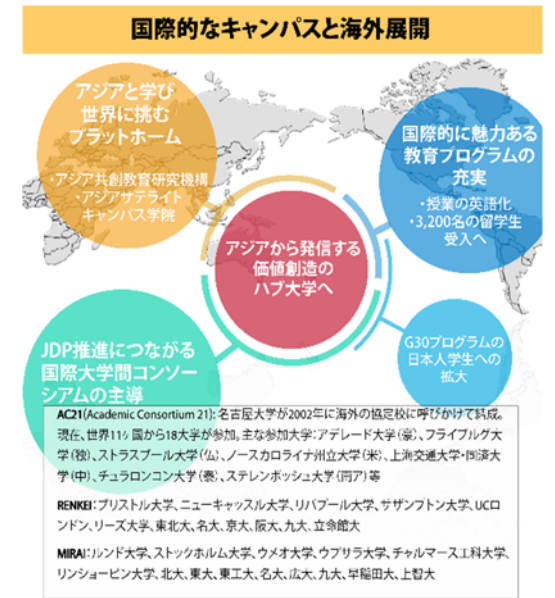 国際的なキャンパスと海外展開
アジアと学び
世界に挑む
プラットホーム
・アジア共創教育研究機構
・アジアサテライト
キャンパス学院
国際的に魅力ある
教育プログラムの
充実
・授業の英語化
・3,200名の留学生
受入へ
アジアから発信する
価値創造の
ハブ大学へ
JDP推進につながる
国際大学間コンソー
シアムの主導
G30プログラムの
日本人学生への
拡大
AC21(Academic Consortium 21):名古屋大学が2002年に海外の協定校に呼びかけて結成。
現在、世界11ヶ国から18大学が参加。主な参加大学:アデレード大学(豪)、フライブルグ大
学(独)、ストラスブール大学(仏)、ノースカロライナ州立大学(米)、上海交通大学・同済大
学(中)、チュラロンコン大学(泰)、ステレンボッシュ大学(南ア)等
RENKEI:ブリストル大学、ニューキャッスル大学、リバプール大学、サザンプトン大学、UCロ
ンドン、リーズ大学、東北大、名大、京大、阪大、九大、立命館大
MIRAI:ルンド大学、ストックホルム大学、ウメオ大学、ウプサラ大学、チャルマース工科大学、
リンショーピン大学、北大、東大、東工大、名大、広大、九大、早稲田大、上智大